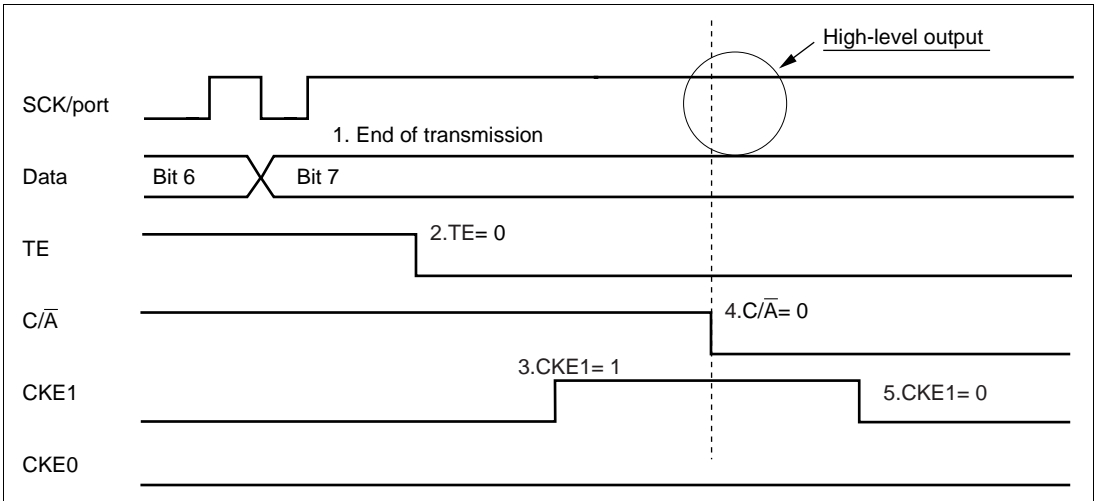 High-level output
SCK/port
1. End of transmission
Data
Bit 6
Bit 7
TE
2.TE= 0
C/A̅
4.C/A̅= 0
3.CKE1= 1
CKE1
5.CKE1= 0
CKE0